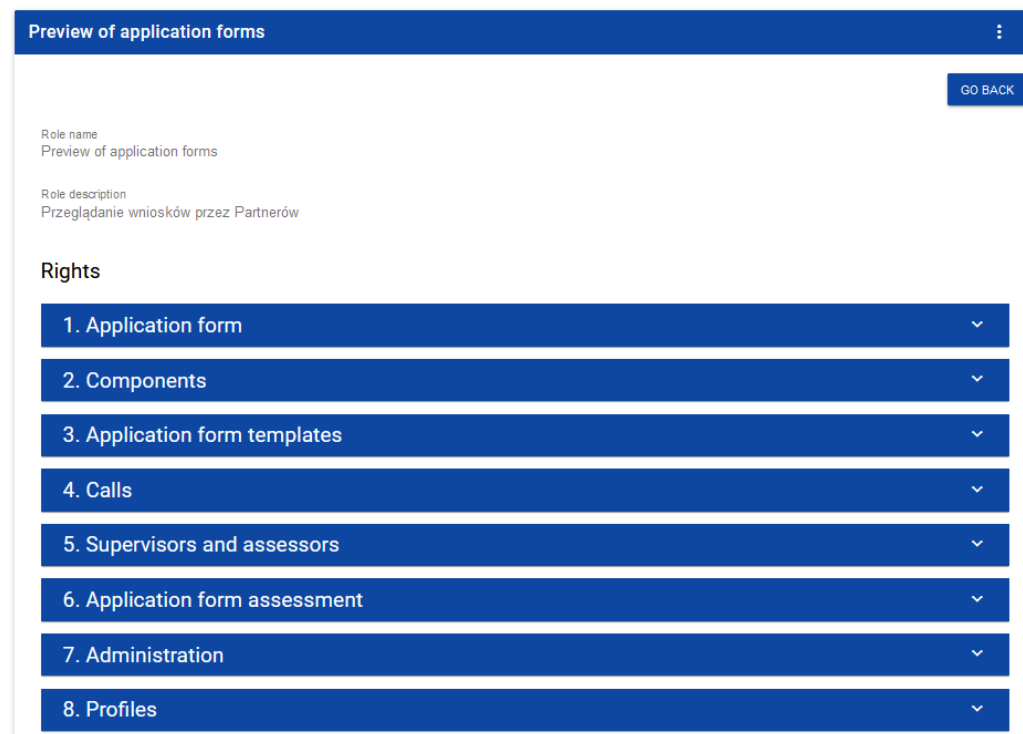 Preview of application forms
GO BACK
Role name
Preview of application forms
Role description
Przeglądanie wniosków przez Partnerów
Rights
1. Application form
2. Components
3. Application form templates
4. Calls
5. Supervisors and assessors
6. Application form assessment
7. Administration
8. Profiles